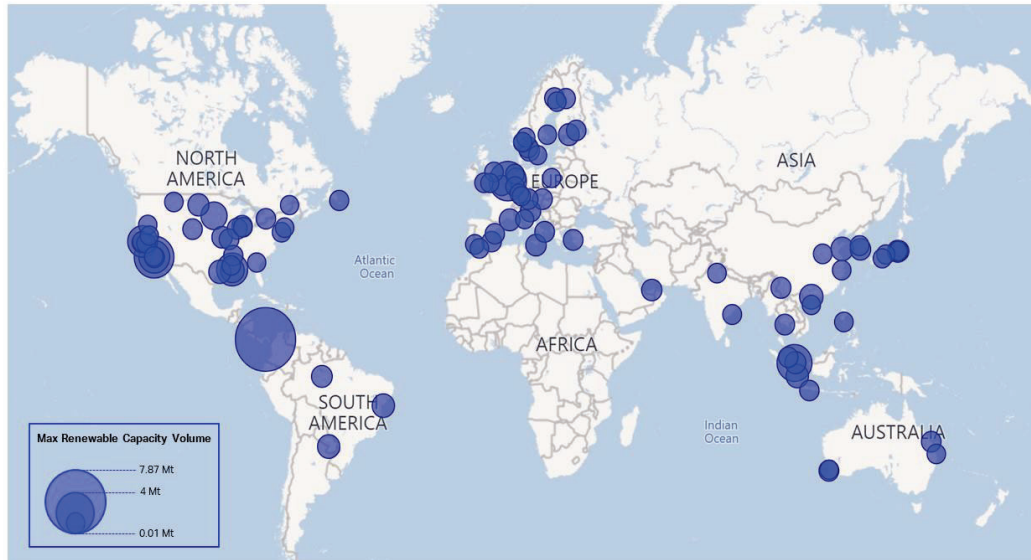 NORTH
AMERICA
ASIA
EUROPE
Atlantic
Ocean
AFRICA
SOUTH
AMERICA
Indian
Ocean
AUSTRALIA
Max Renewable Capacity Volume
7.87 Mt
4 Mt
0.01 Mt